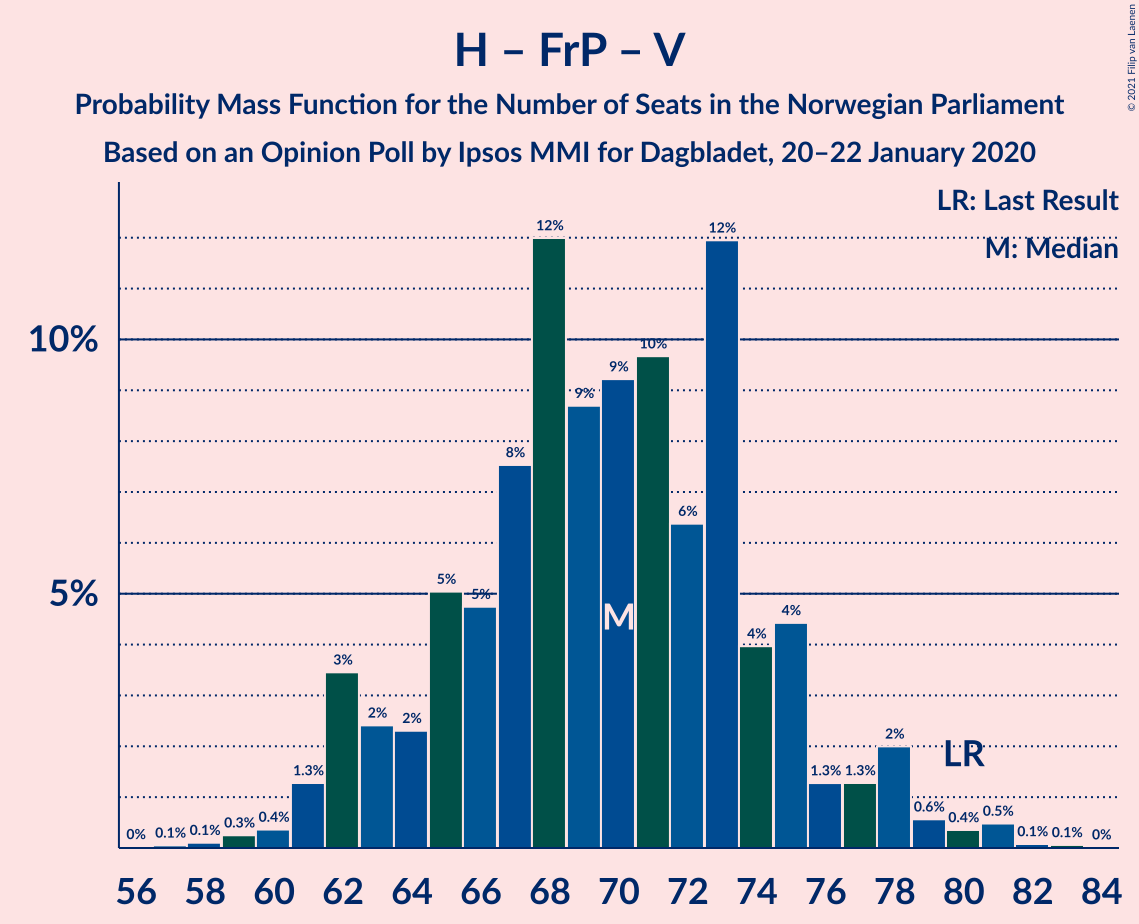 H – FrP – V
Probability Mass Function for the Number of Seats in the Norwegian Parliament
Based on an Opinion Poll by Ipsos MMI for Dagbladet, 20–22 January 2020
© 2021 Filip van Laenen
LR: Last Result
M: Median
10%
5%
0% 0.1% 0.1% 0.3% 0.4% 1.3% 3% 2% 2% 5% 5% 8% 12% 9% 9% 10% 6% 12% 4% 4% 1.3% 1.3% 2% 0.6% 0.4% 0.5% 0.1% 0.1% 0%
M
LR
56 58 60 62 64 66 68 70 72 74 76 78 80 82 84